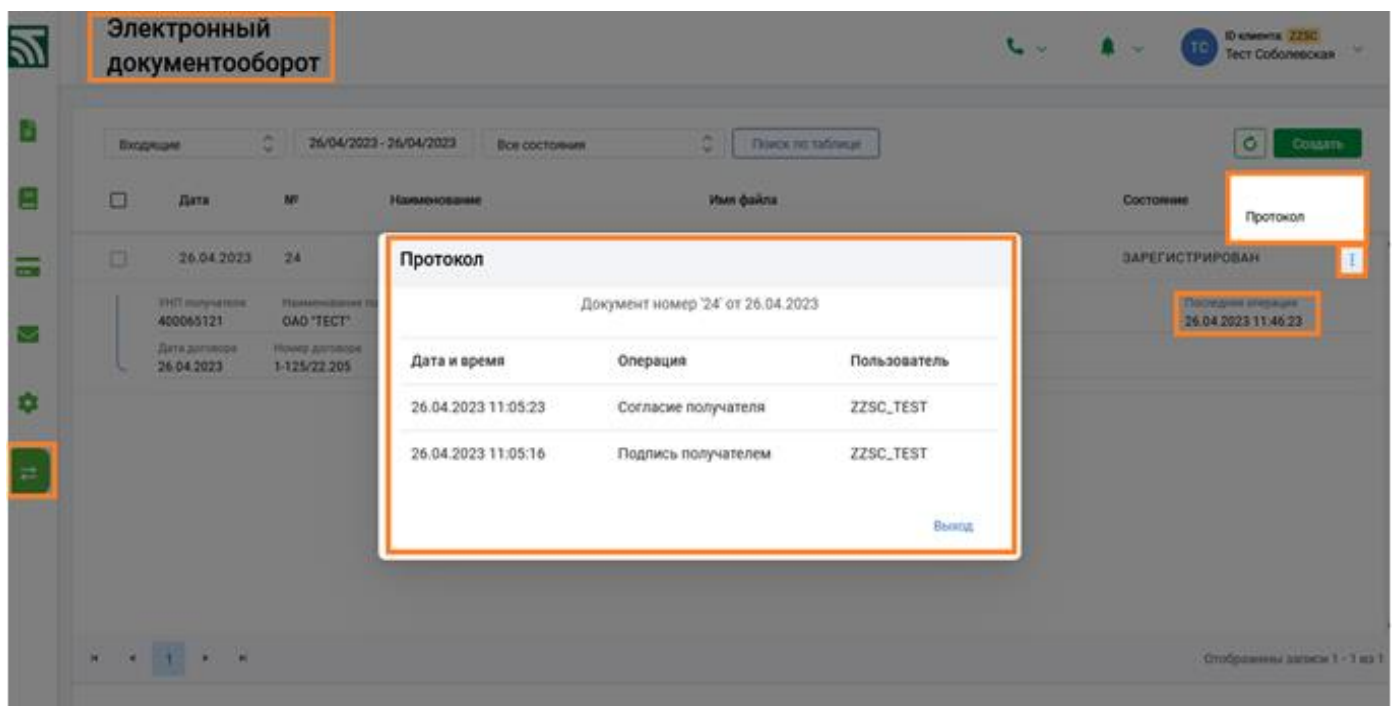 Электронный
документооборот
ID клиента: ZZSC
ТС
Тест Соболевская
Входящие
26/04/2023 - 26/04/2023
Все состояния
Поиск по таблице
Создать
Дата
№
Наименование
Имя файла
Состояние
Протокол
26.04.2023
24
ЗАРЕГИСТРИРОВАН
УНП получателя
Наименование по
Последняя операция
400065121
ОАО "ТЕСТ"
26.04.2023 11:46:23
Дата договора
Номер договора
26.04.2023
1-125/22.205
Протокол
Документ номер '24' от 26.04.2023
Дата и время
Операция
Пользователь
26.04.2023 11:05:23
Согласие получателя
ZZSC_TEST
26.04.2023 11:05:16
Подпись получателем
ZZSC_TEST
Выход
1
Отображены записи 1 - 1 из 1